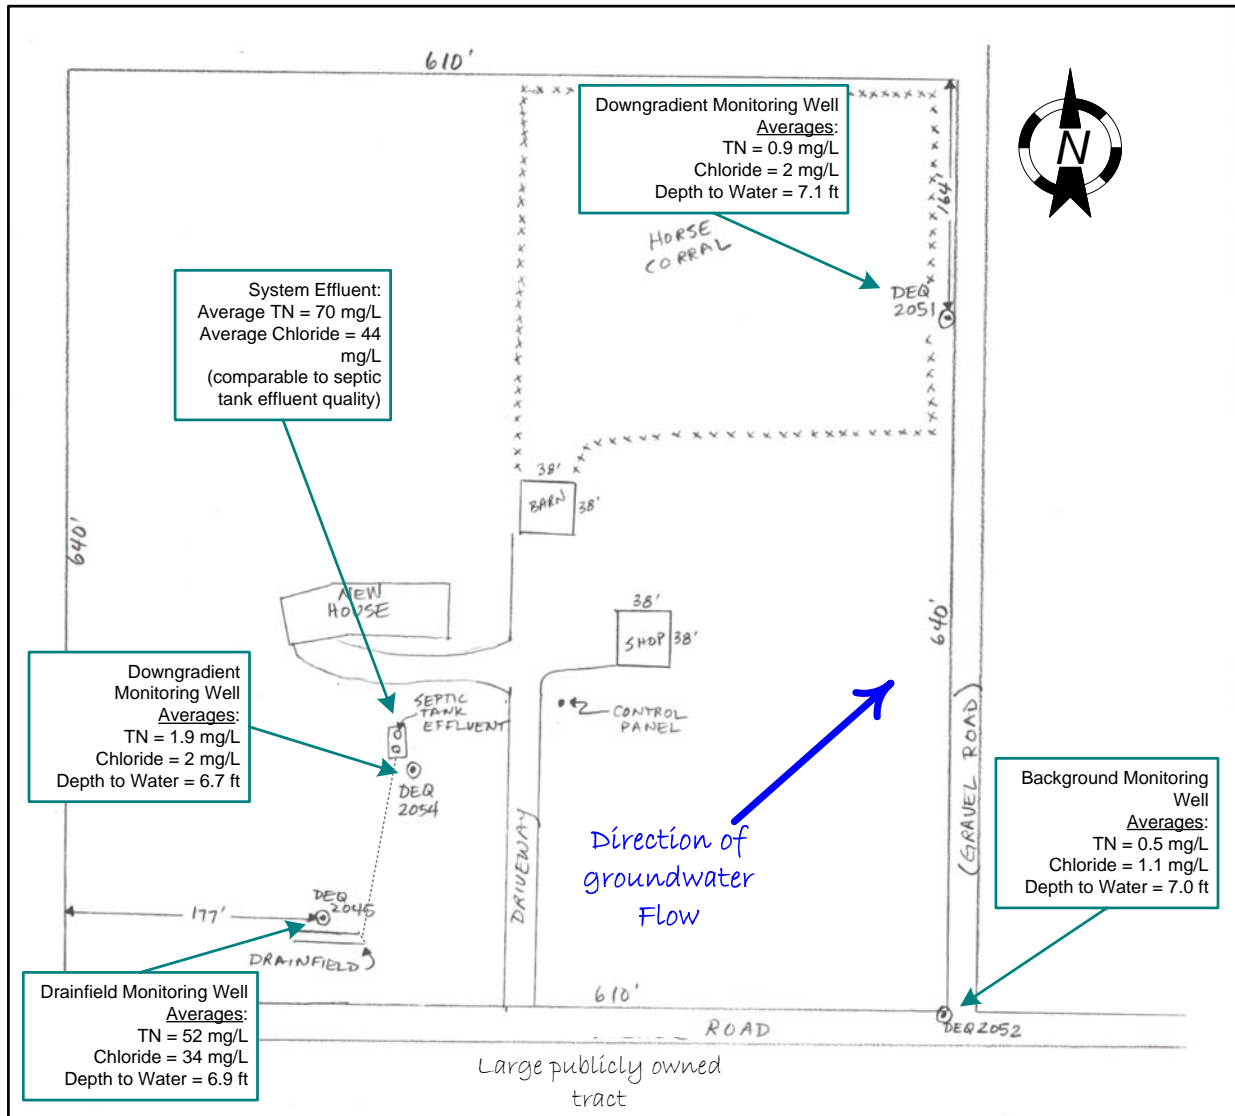 610'
Downgradient Monitoring Well
Averages:
TN = 0.9 mg/L
Chloride = 2 mg/L
Depth to Water = 7.1 ft
N
164'
HORSE
CORRAL
DEQ
2051
System Effluent:
Average TN = 70 mg/L
Average Chloride = 44
mg/L
(comparable to septic
tank effluent quality)
38'
BARN
38'
640'
NEW
HOUSE
38'
SHOP
38'
640'
Downgradient
Monitoring Well
Averages:
TN = 1.9 mg/L
Chloride = 2 mg/L
Depth to Water = 6.7 ft
SEPTIC
TANK
EFFLUENT
CONTROL
PANEL
DEQ
2054
(GRAVEL ROAD)
Background Monitoring
Well
Averages:
TN = 0.5 mg/L
Chloride = 1.1 mg/L
Depth to Water = 7.0 ft
DRIVEWAY
Direction of
groundwater
Flow
DEQ
2045
177'
DRAINFIELD
Drainfield Monitoring Well
Averages:
TN = 52 mg/L
Chloride = 34 mg/L
Depth to Water = 6.9 ft
610'
ROAD
DEQ2052
Large publicly owned
tract